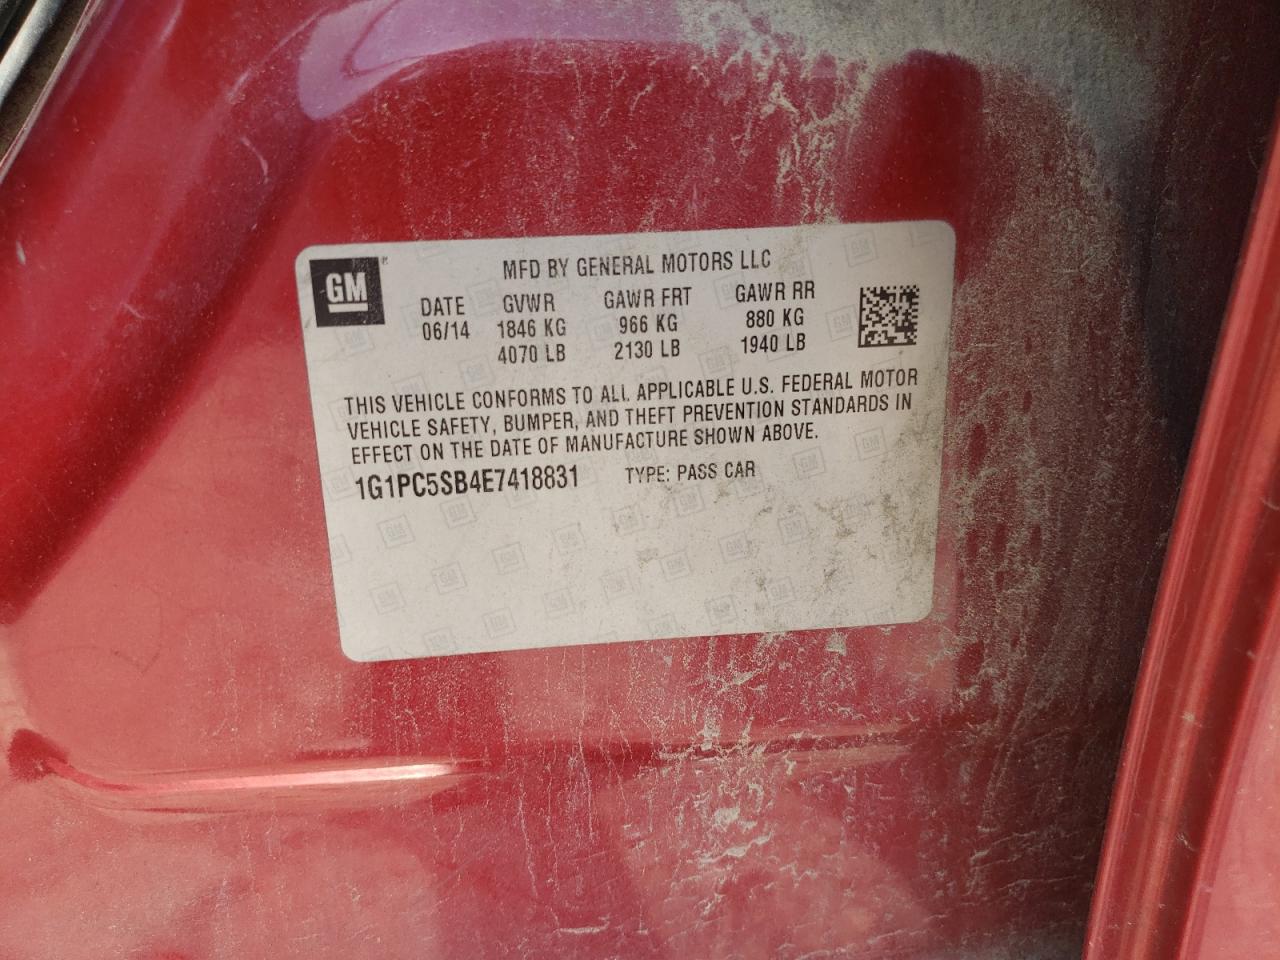 GM
MFD BY GENERAL MOTORS LLC
DATE GVWR GAWR FRT GAWR RR
06/14 1846 KG 966 KG 880 KG
4070 LB 2130 LB 1940 LB
THIS VEHICLE CONFORMS TO ALL APPLICABLE U.S. FEDERAL MOTOR
VEHICLE SAFETY, BUMPER, AND THEFT PREVENTION STANDARDS IN
EFFECT ON THE DATE OF MANUFACTURE SHOWN ABOVE.
1G1PC5SB4E7418831 TYPE: PASS CAR